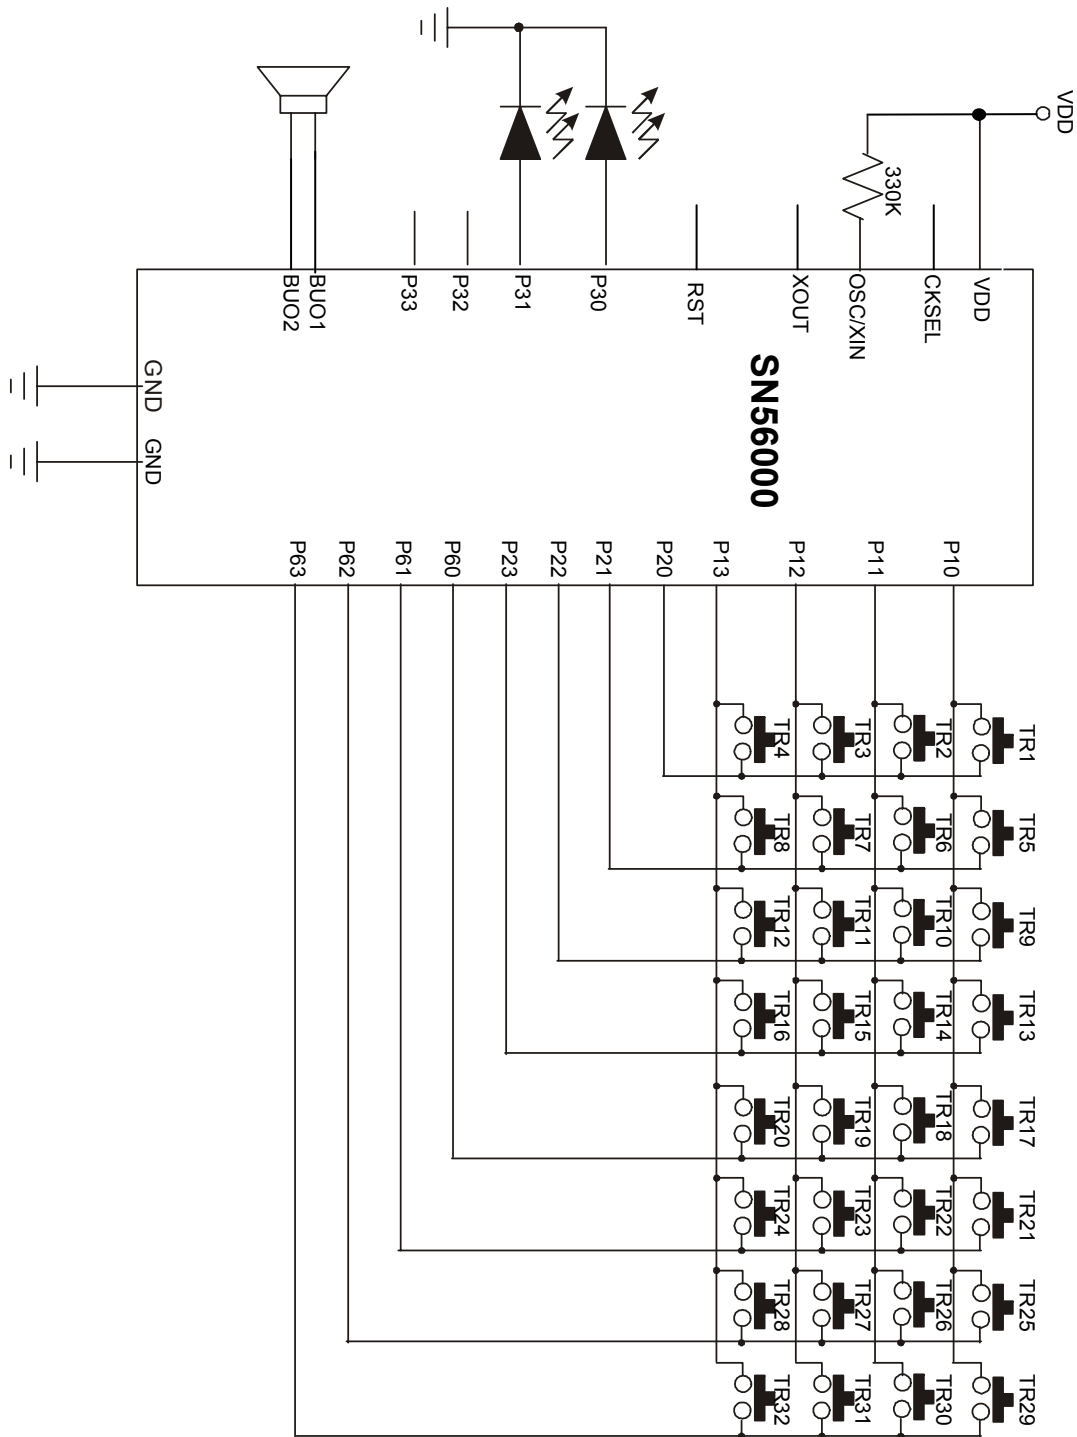 VDD
330K
VDD
CKSEL
OSC/XIN
XOUT
RST
P30
P31
P32
P33
BUO1
BUO2
SN56000
GND
GND
P10
P11
P12
P13
P20
P21
P22
P23
P60
P61
P62
P63
TR1
TR2
TR3
TR4
TR5
TR6
TR7
TR8
TR9
TR10
TR11
TR12
TR13
TR14
TR15
TR16
TR17
TR18
TR19
TR20
TR21
TR22
TR23
TR24
TR25
TR26
TR27
TR28
TR29
TR30
TR31
TR32